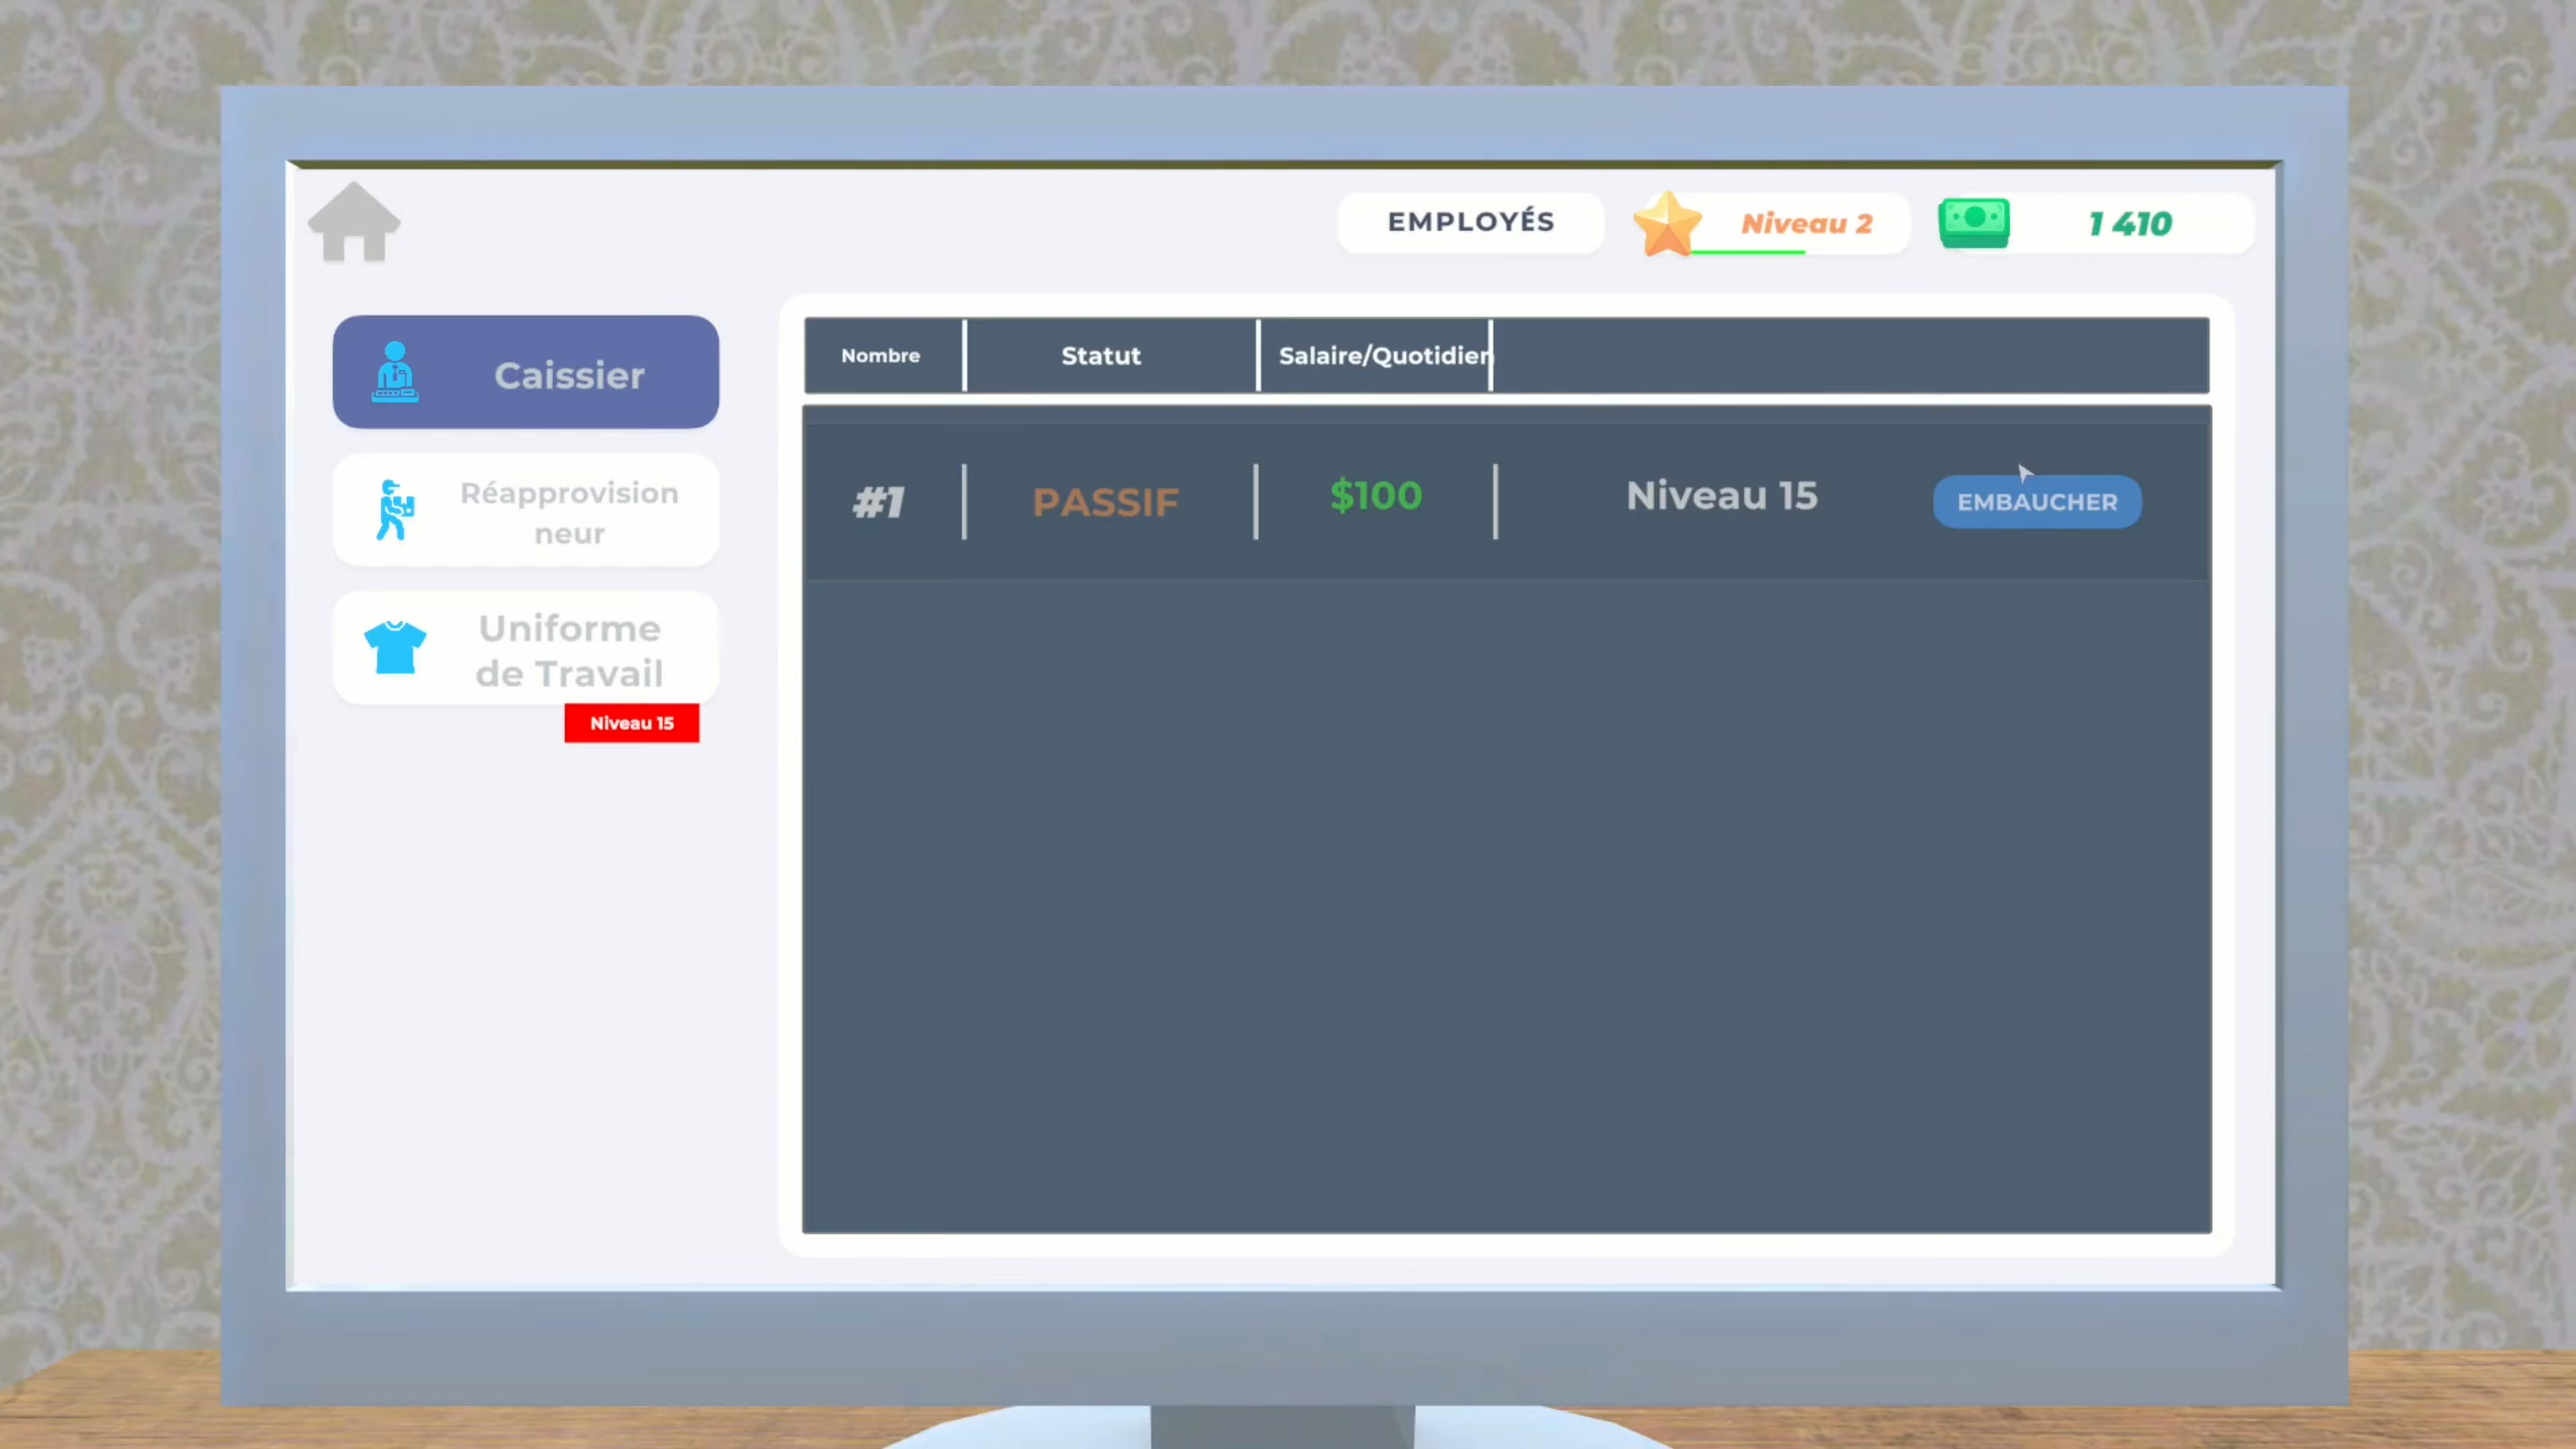 EMPLOYÉS
Niveau 2
1 410
Caissier
Réapprovision
neur
Uniforme
de Travail
Niveau 15
Nombre
Statut
Salaire/Quotidien
#1
PASSIF
$100
Niveau 15
EMBAUCHER